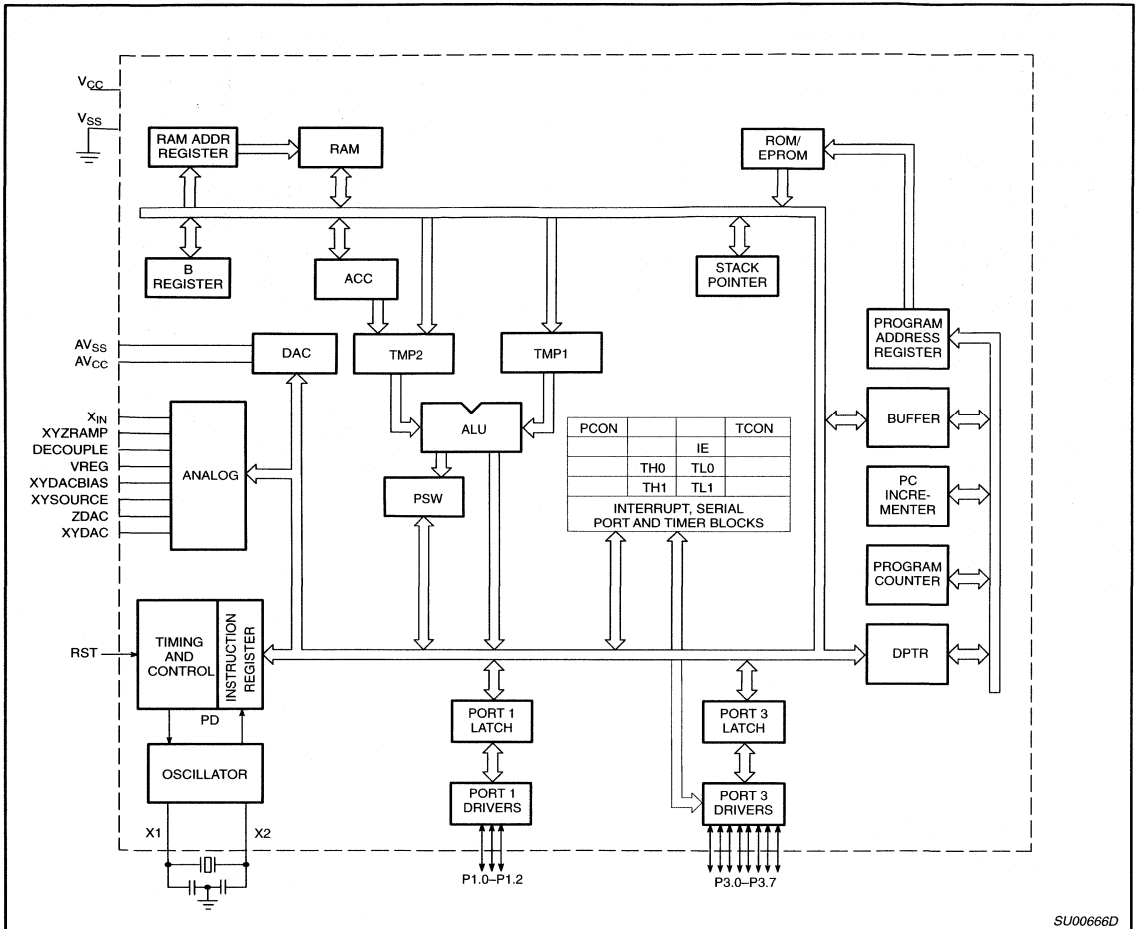 VCC
VSS
RAM ADDR
REGISTER
RAM
ROM/
EPROM
B
REGISTER
ACC
STACK
POINTER
AVSS
AVCC
DAC
TMP2
TMP1
PROGRAM
ADDRESS
REGISTER
XIN
XYZRAMP
DECOUPLE
VREG
XYDACBIAS
XYSOURCE
ZDAC
XYDAC
ANALOG
ALU
PSW
PCON TCON
IE
TH0 TL0
TH1 TL1
INTERRUPT, SERIAL
PORT AND TIMER BLOCKS
BUFFER
PC
INCRE-
MENTER
PROGRAM
COUNTER
DPTR
RST
TIMING
AND
CONTROL
INSTRUCTION
REGISTER
PD
OSCILLATOR
X1
X2
PORT 1
LATCH
PORT 1
DRIVERS
P1.0–P1.2
PORT 3
LATCH
PORT 3
DRIVERS
P3.0–P3.7
SU00666D